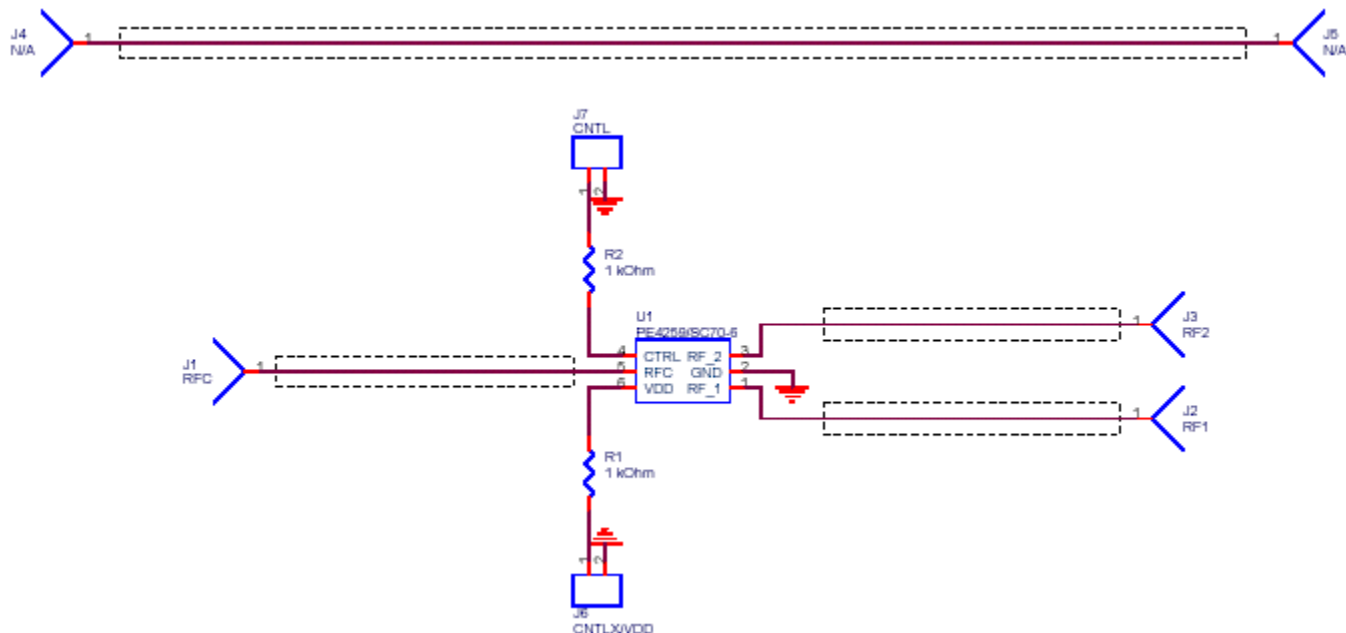 J4
N/A
1
1
J5
N/A
J7
CNTL
1
2
R2
1 kOhm
U1
PE4259/SC70-6
J3
RF2
1
J1
RFC
1
4
5
6
CTRL RF_2
RFC GND
VDD RF_1
3
2
1
1
J2
RF1
R1
1 kOhm
1
2
J6
CNTLX/VDD